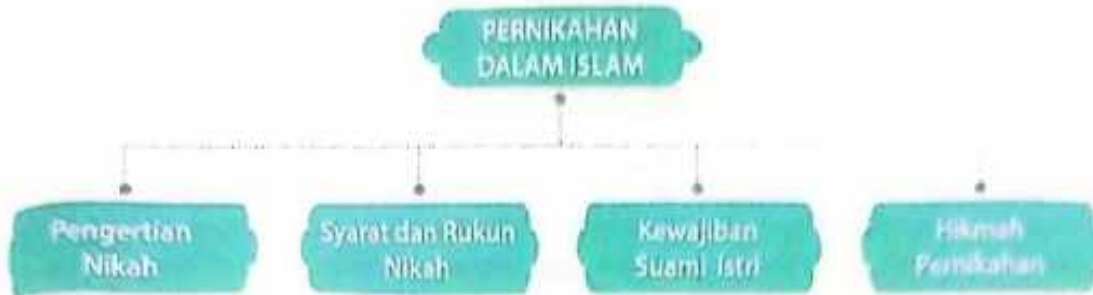 PERNIKAHAN
DALAM ISLAM
Pengertian
Nikah
Syarat dan Rukun
Nikah
Kewajiban
Suami Istri
Hikmah
Pernikahan